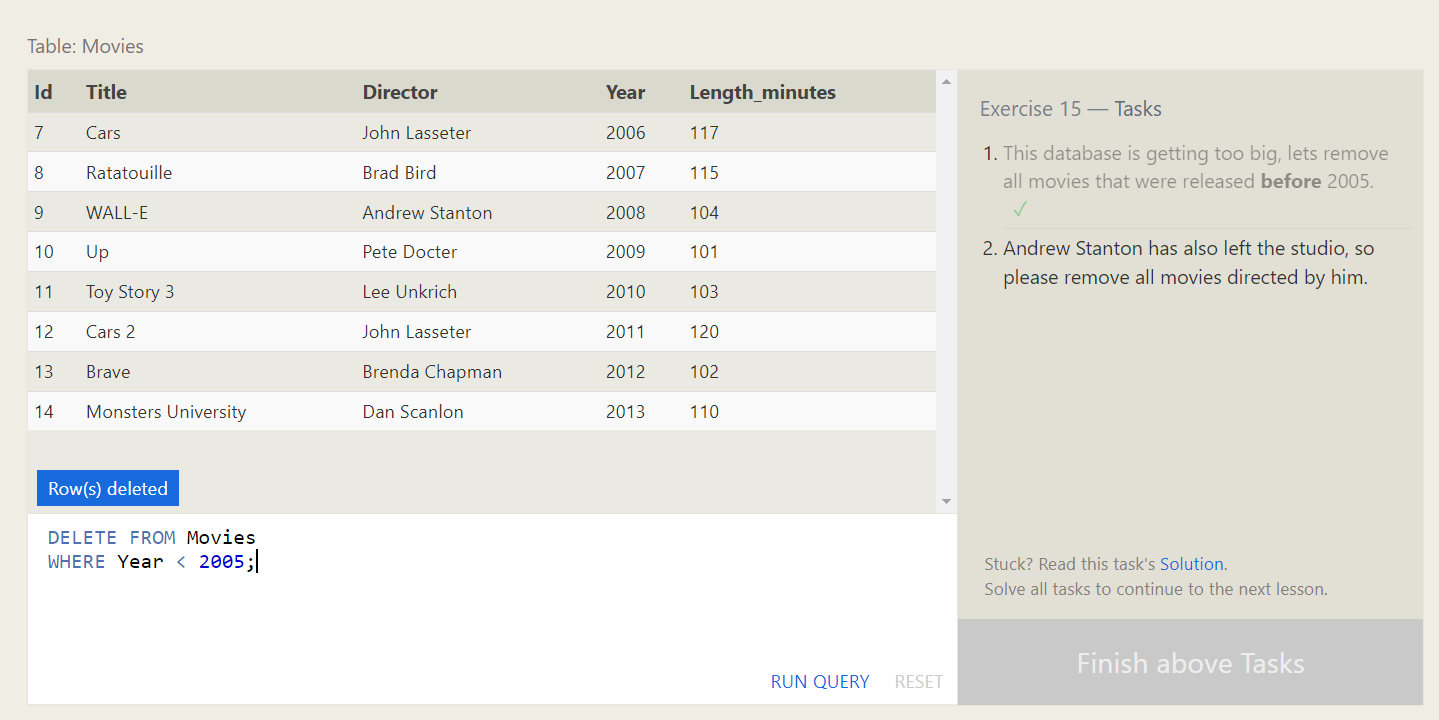 Table: Movies
Id Title Director Year Length_minutes
7 Cars John Lasseter 2006 117
8 Ratatouille Brad Bird 2007 115
9 WALL-E Andrew Stanton 2008 104
10 Up Pete Docter 2009 101
11 Toy Story 3 Lee Unkrich 2010 103
12 Cars 2 John Lasseter 2011 120
13 Brave Brenda Chapman 2012 102
14 Monsters University Dan Scanlon 2013 110
Row(s) deleted
DELETE FROM Movies
WHERE Year < 2005;
RUN QUERY RESET
Exercise 15 — Tasks
1. This database is getting too big, lets remove
all movies that were released before 2005.
✓
2. Andrew Stanton has also left the studio, so
please remove all movies directed by him.
Stuck? Read this task's Solution.
Solve all tasks to continue to the next lesson.
Finish above Tasks